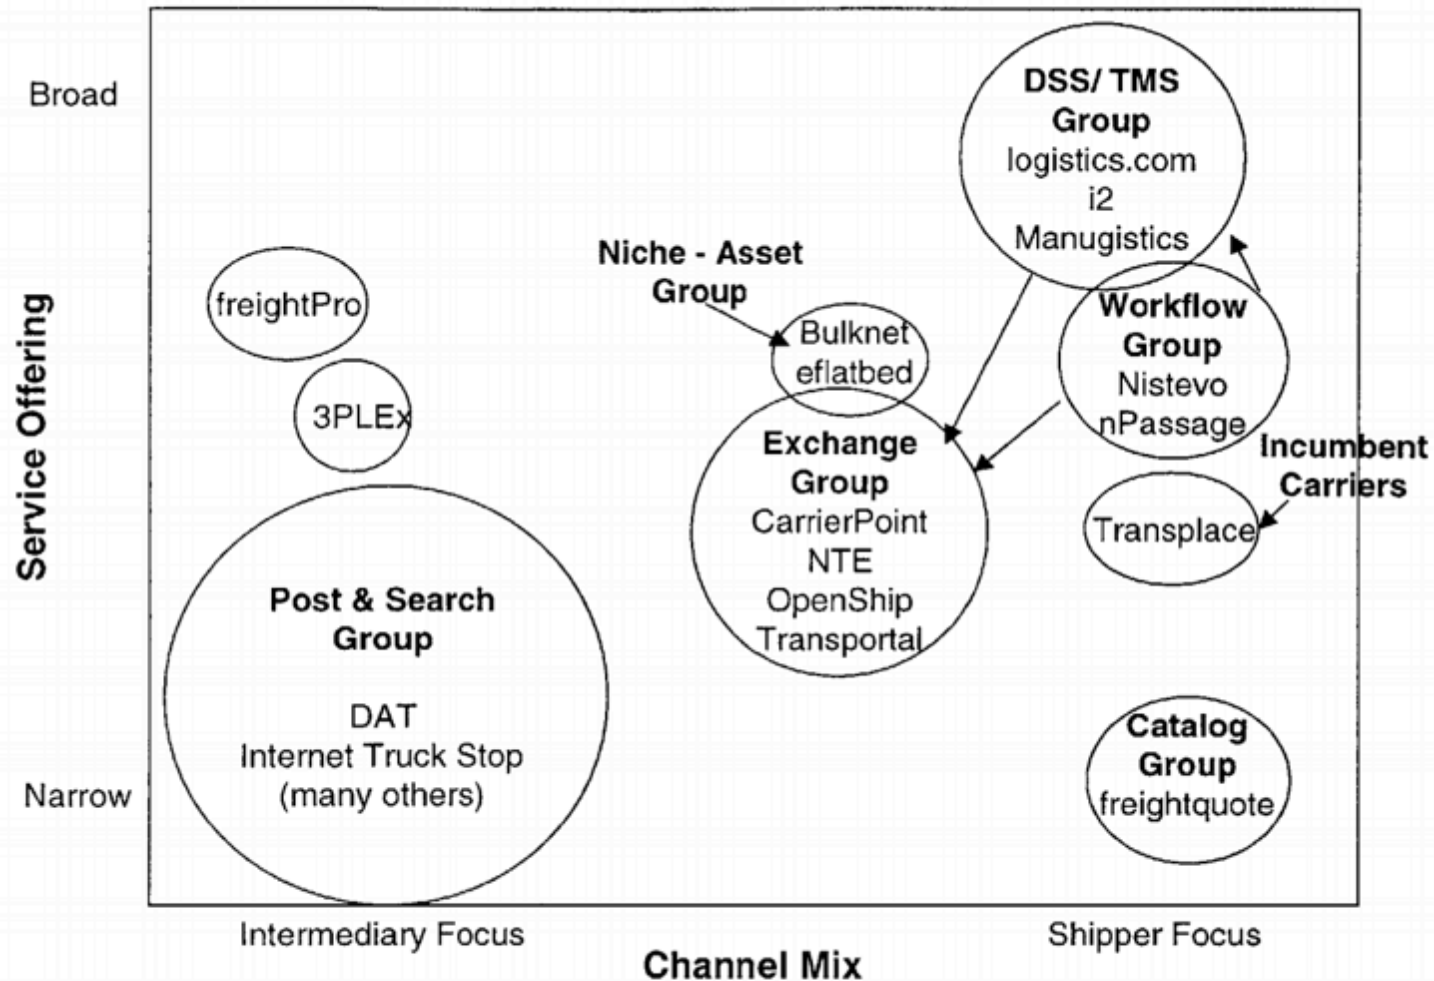 Broad
DSS/ TMS
Group
logistics.com
i2
Manugistics
Niche - Asset
Group
freightPro
Bulknet
eflatbed
Workflow
Group
Nistevo
nPassage
3PLEx
Service Offering
Exchange
Group
CarrierPoint
NTE
OpenShip
Transportal
Incumbent
Carriers
Transplace
Post & Search
Group
DAT
Internet Truck Stop
(many others)
Catalog
Group
freightquote
Narrow
Intermediary Focus
Shipper Focus
Channel Mix